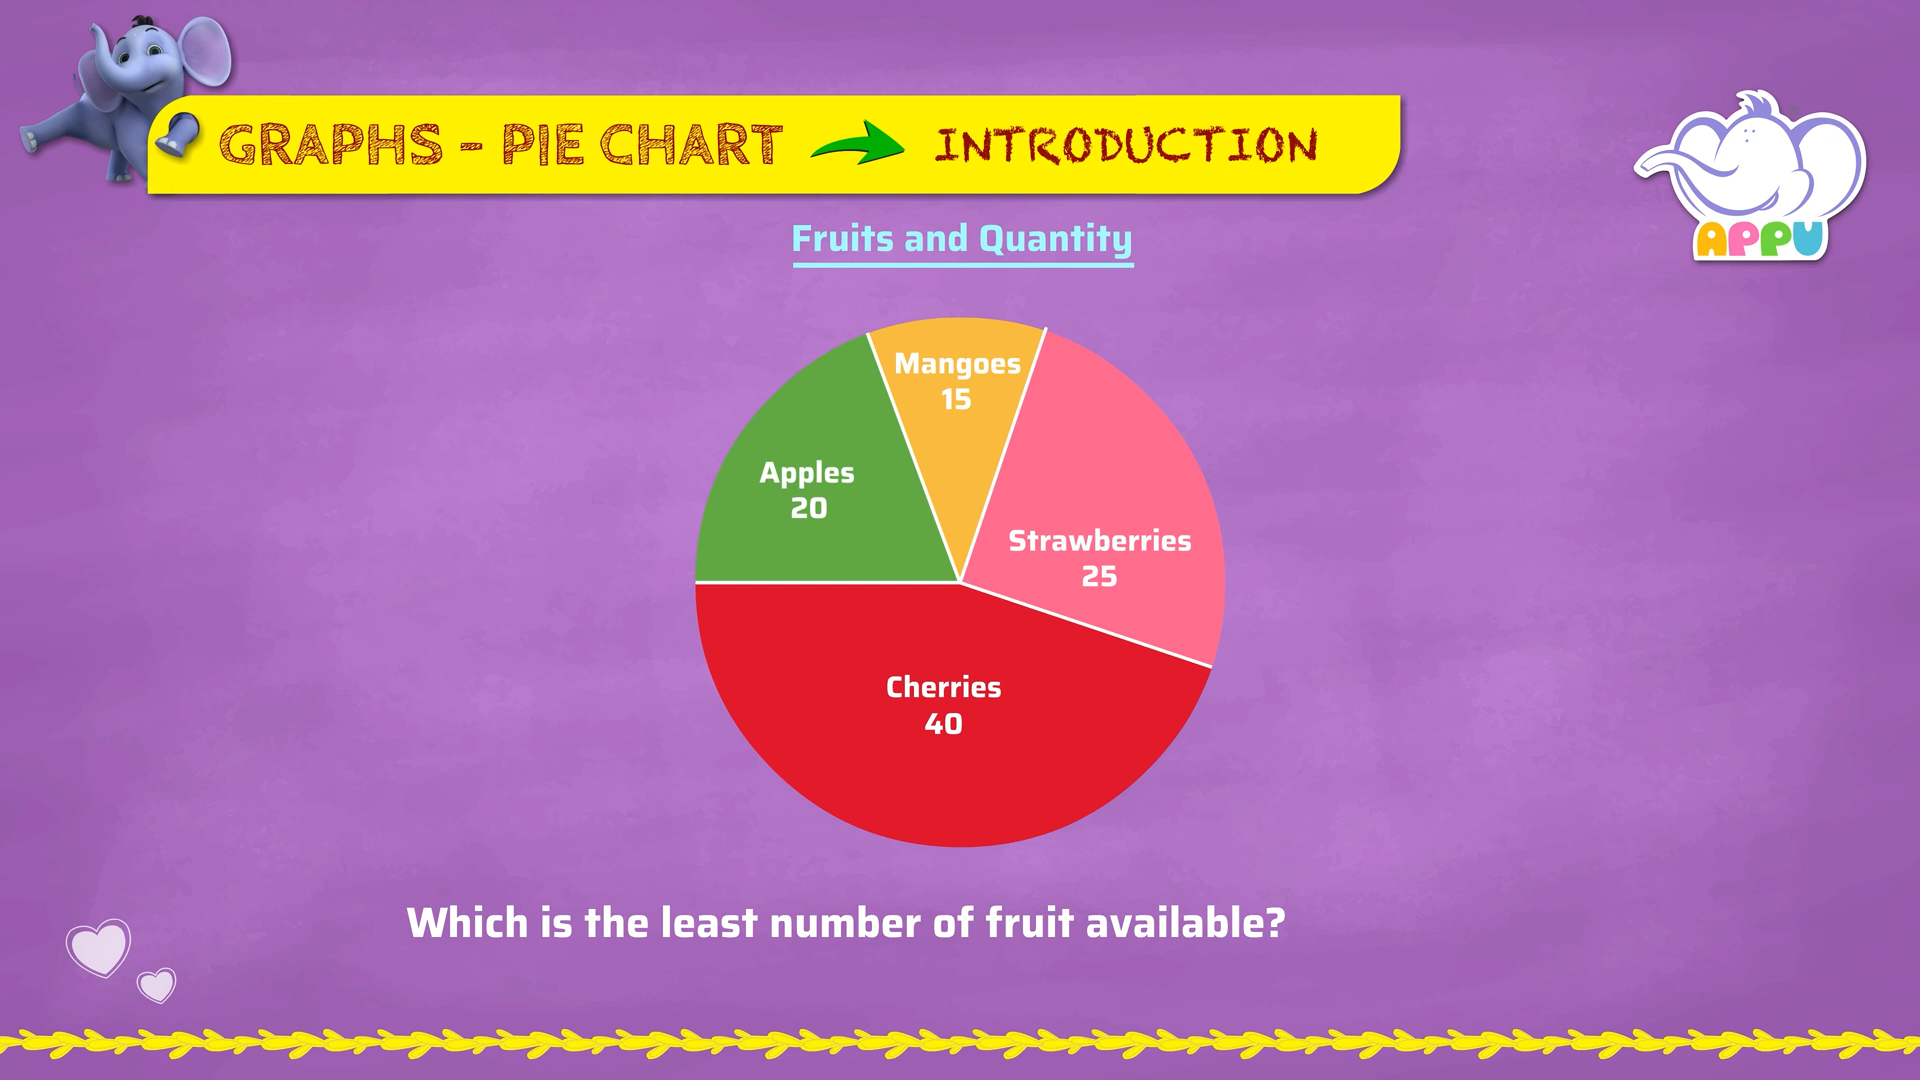 GRAPHS - PIE CHART INTRODUCTION
APPU
Fruits and Quantity
Mangoes
15
Apples
20
Strawberries
25
Cherries
40
Which is the least number of fruit available?